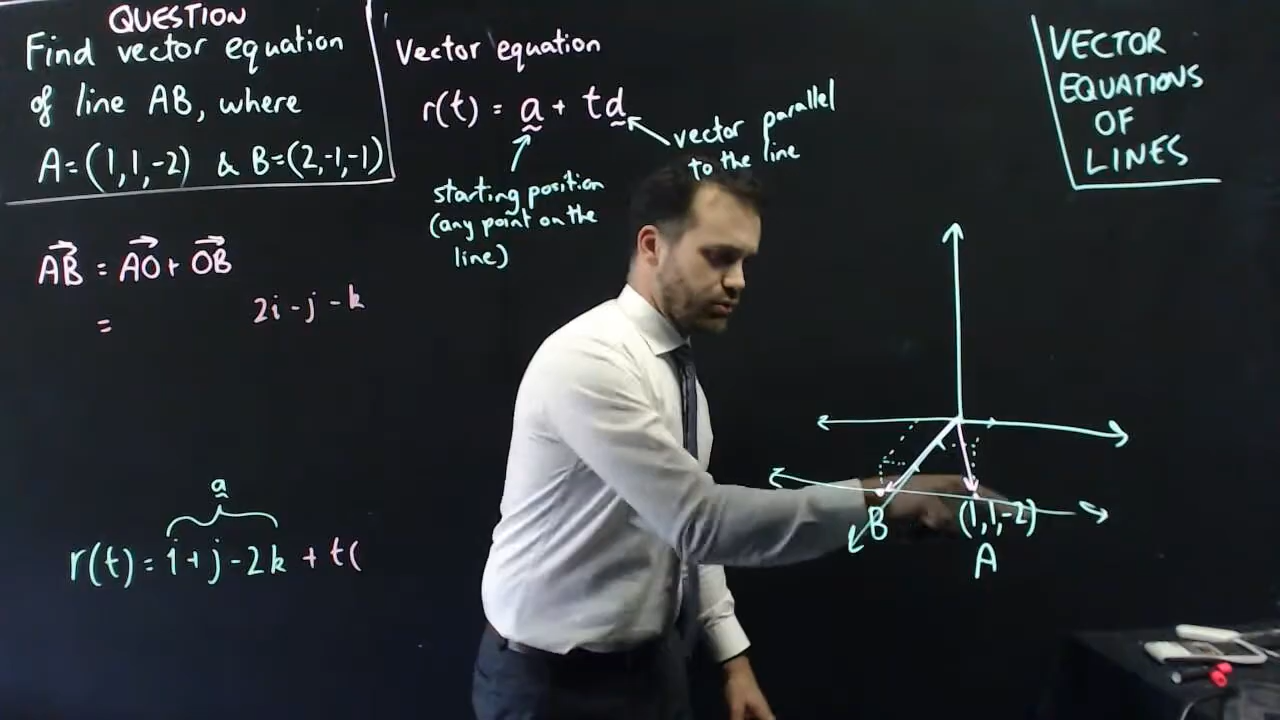 QUESTION
Find vector equation
of line AB, where
A=(1,1,-2) & B=(2,-1,-1)
Vector equation
r(t) = a + td
vector parallel
to the line
starting position
(any point on the
line)
VECTOR
EQUATIONS
OF
LINES
AB = AO + OB
= 2i - j - k
a
r(t) = i + j - 2k + t(
B
(1,1,-2)
A